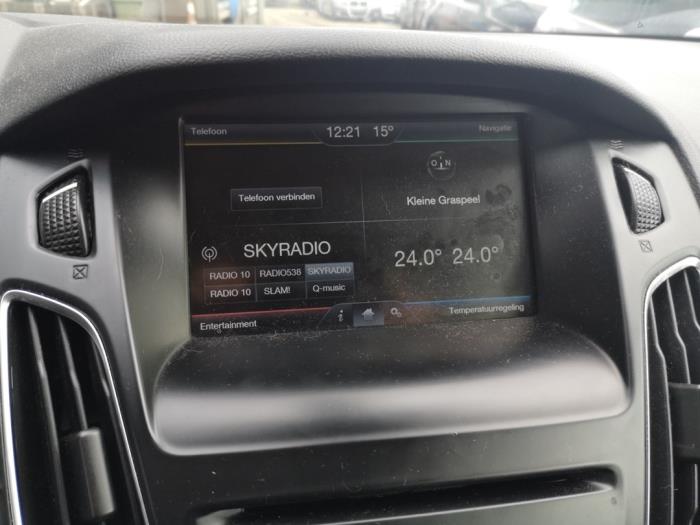 Telefoon 12:21 15° Navigatie
O N
Telefoon verbinden
Kleine Graspeel
SKYRADIO
24.0° 24.0°
RADIO 10 RADIO538 SKYRADIO
RADIO 10 SLAM! Q-music
Entertainment
i
Temperatuurregeling